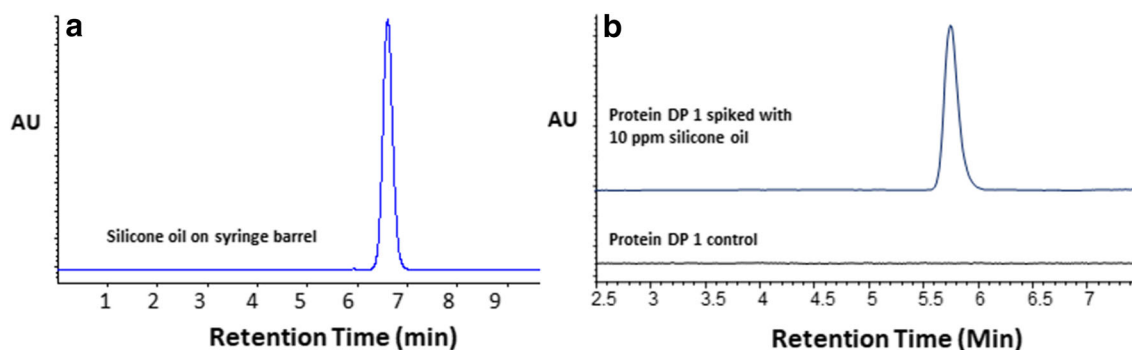 a
AU
Silicone oil on syringe barrel
1 2 3 4 5 6 7 8 9
Retention Time (min)
b
AU
Protein DP 1 spiked with
10 ppm silicone oil
Protein DP 1 control
2.5 3 3.5 4 4.5 5 5.5 6 6.5 7
Retention Time (Min)